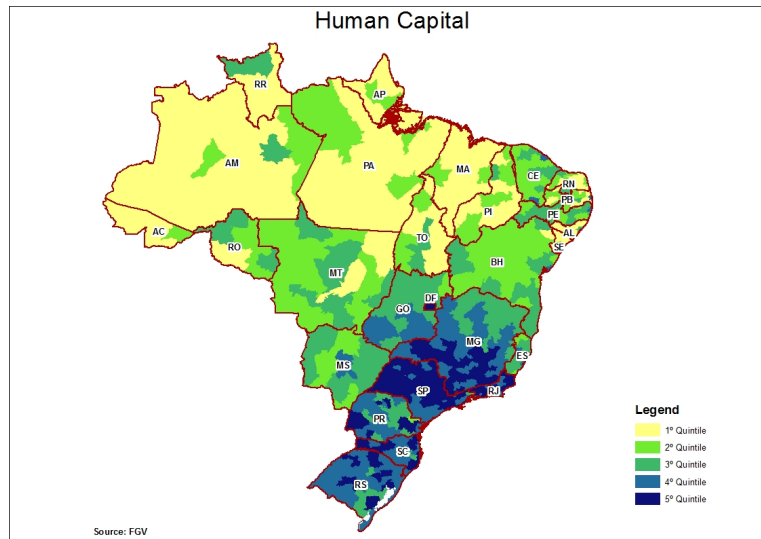 Human Capital
RR
AP
AM
PA
MA
CE
RN
PB
PE
PI
AL
SE
AC
RO
TO
BH
MT
DF
GO
MG
ES
MS
SP
RJ
PR
SC
RS
Legend
1º Quintile
2º Quintile
3º Quintile
4º Quintile
5º Quintile
Source: FGV